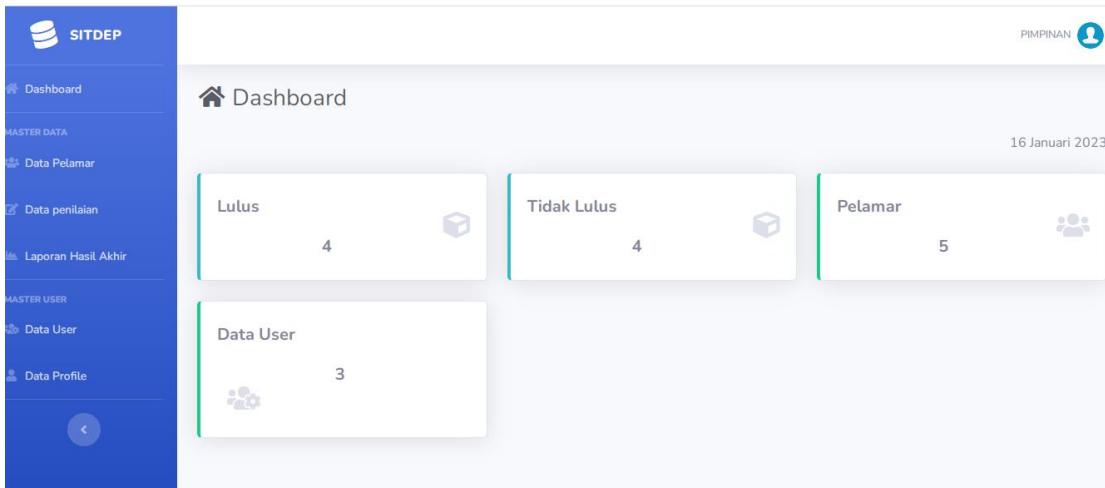 SITDEP
PIMPINAN
Dashboard
Dashboard
16 Januari 2023
MASTER DATA
Data Pelamar
Data penilaian
Laporan Hasil Akhir
MASTER USER
Data User
Data Profile
Lulus
4
Tidak Lulus
4
Pelamar
5
Data User
3